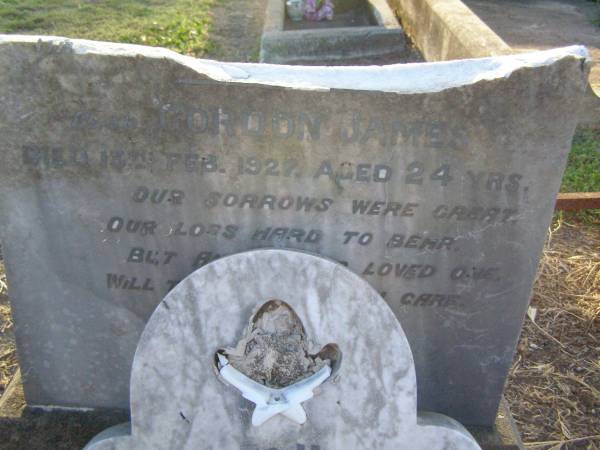 GORDON JAMES
DIED 13TH FEB. 1927. AGED 24 YRS.
OUR SORROWS WERE GREAT.
OUR LOSS HARD TO BEAR.
BUT LOVED ONE.
WILL CARE.